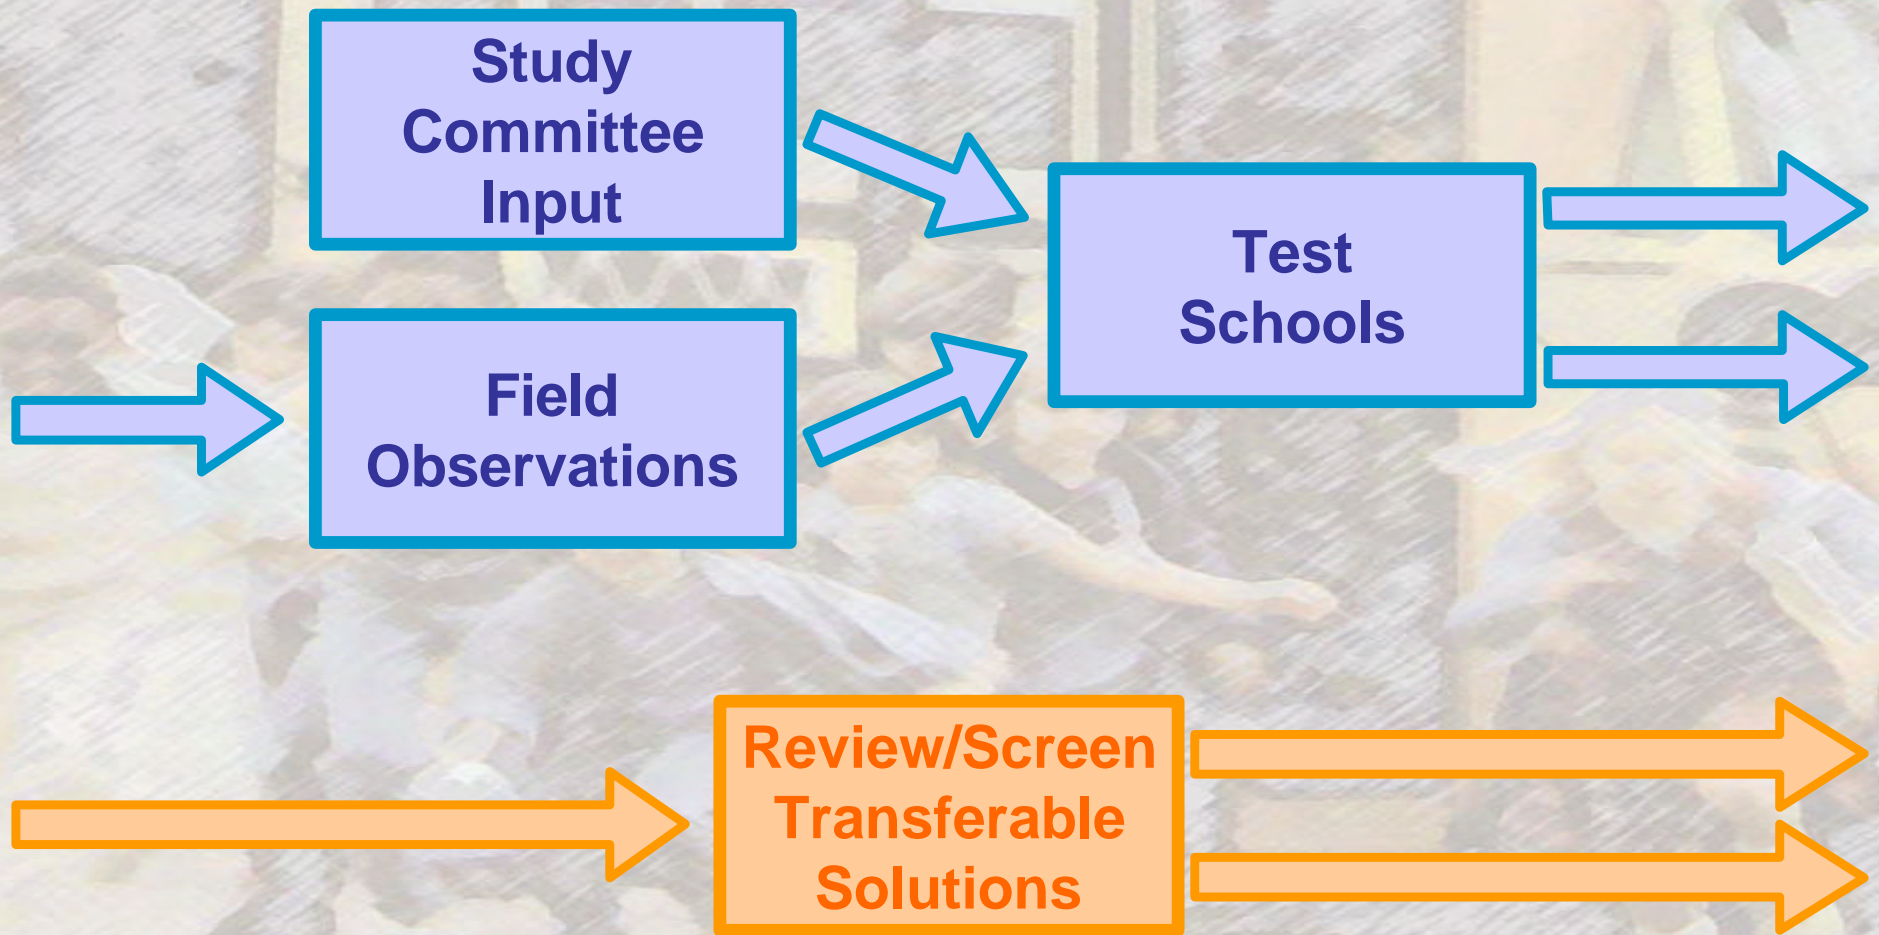 Study
Committee
Input
Field
Observations
Test
Schools
Review/Screen
Transferable
Solutions